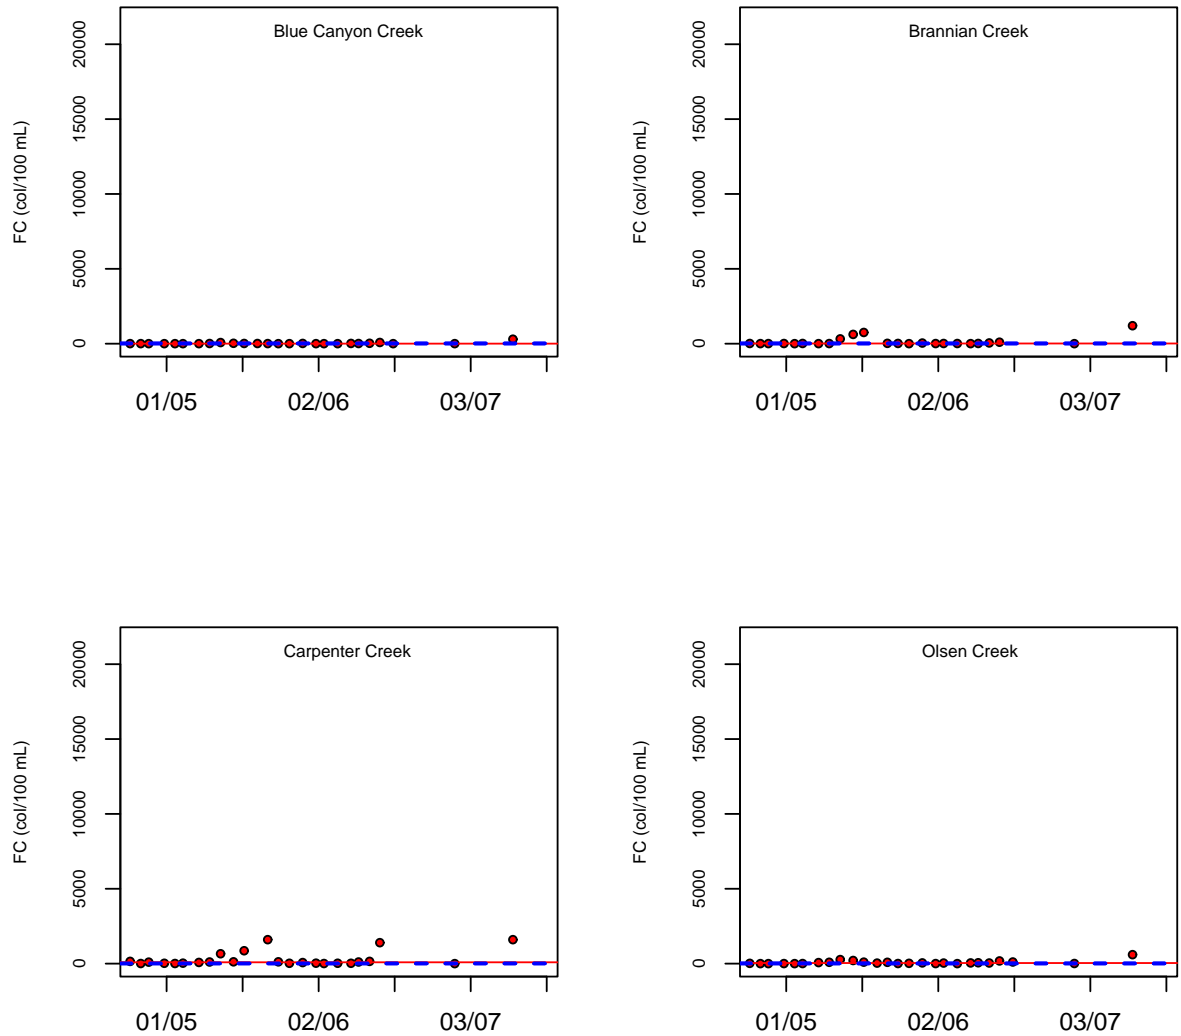 Blue Canyon Creek
FC (col/100 mL)
20000
15000
10000
5000
0
01/05 02/06 03/07
Brannian Creek
FC (col/100 mL)
20000
15000
10000
5000
0
01/05 02/06 03/07
Carpenter Creek
FC (col/100 mL)
20000
15000
10000
5000
0
01/05 02/06 03/07
Olsen Creek
FC (col/100 mL)
20000
15000
10000
5000
0
01/05 02/06 03/07